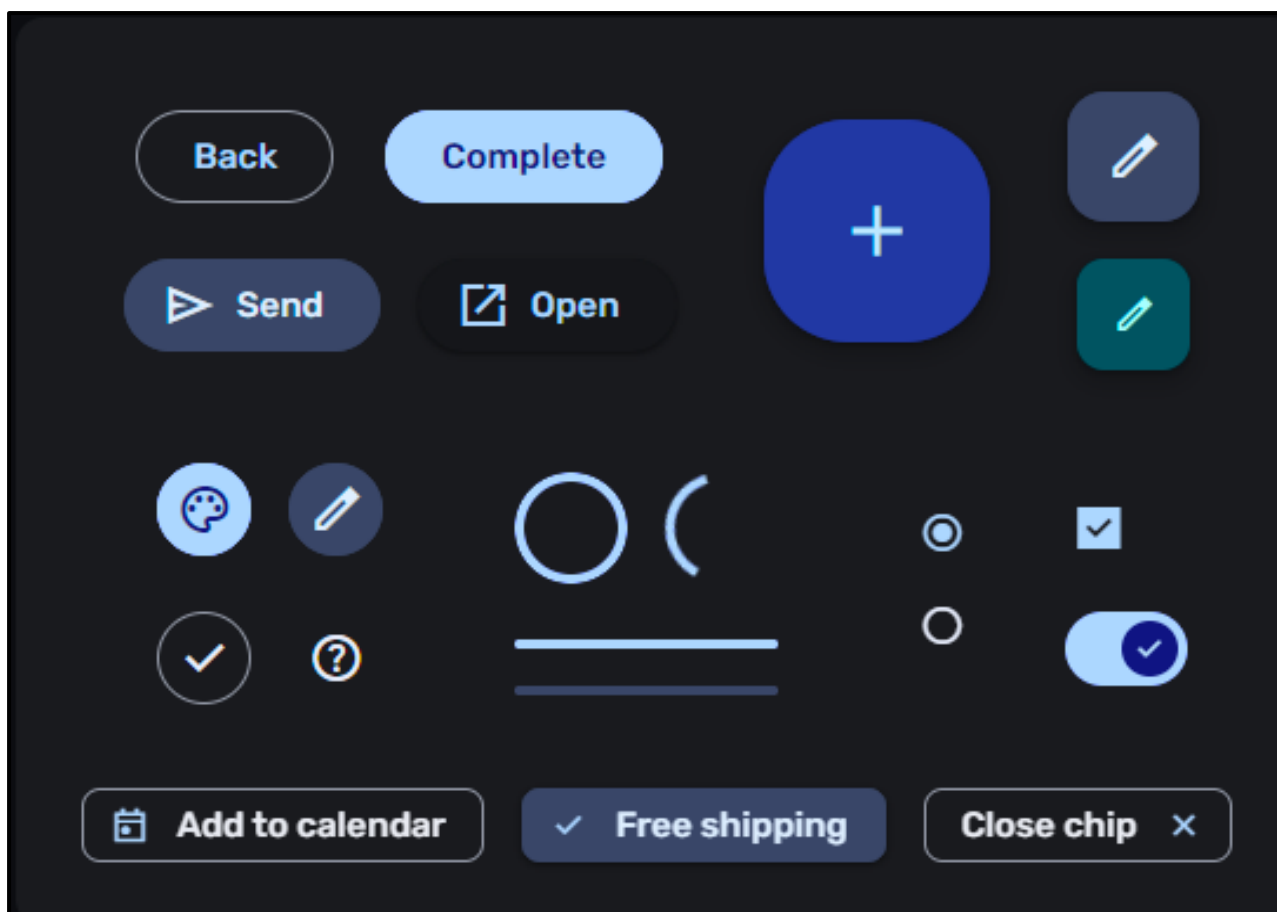 Back
Complete
Send
Open
Add to calendar
Free shipping
Close chip